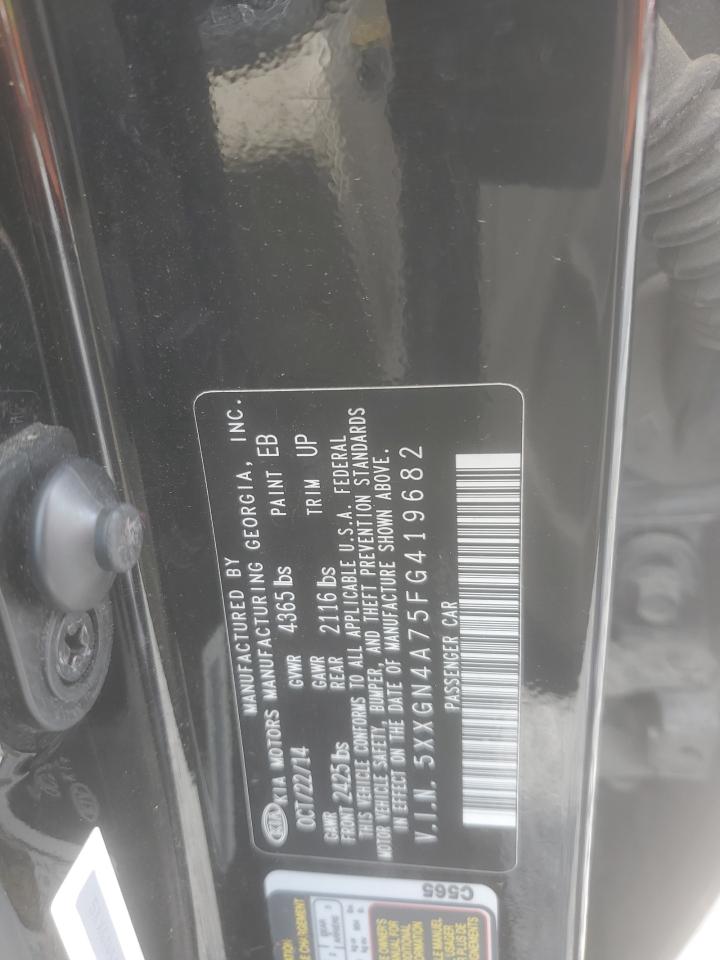 MANUFACTURED BY
KIA KIA MOTORS MANUFACTURING GEORGIA, INC.
OCT/22/14 GVWR 4365 lbs PAINT EB
GAWR FRONT 2425 lbs GAWR REAR 2116 lbs TRIM UP
THIS VEHICLE CONFORMS TO ALL APPLICABLE U.S.A. FEDERAL
MOTOR VEHICLE SAFETY, BUMPER, AND THEFT PREVENTION STANDARDS
IN EFFECT ON THE DATE OF MANUFACTURE SHOWN ABOVE.
V.I.N. 5XXGN4A75FG419682
PASSENGER CAR
C565